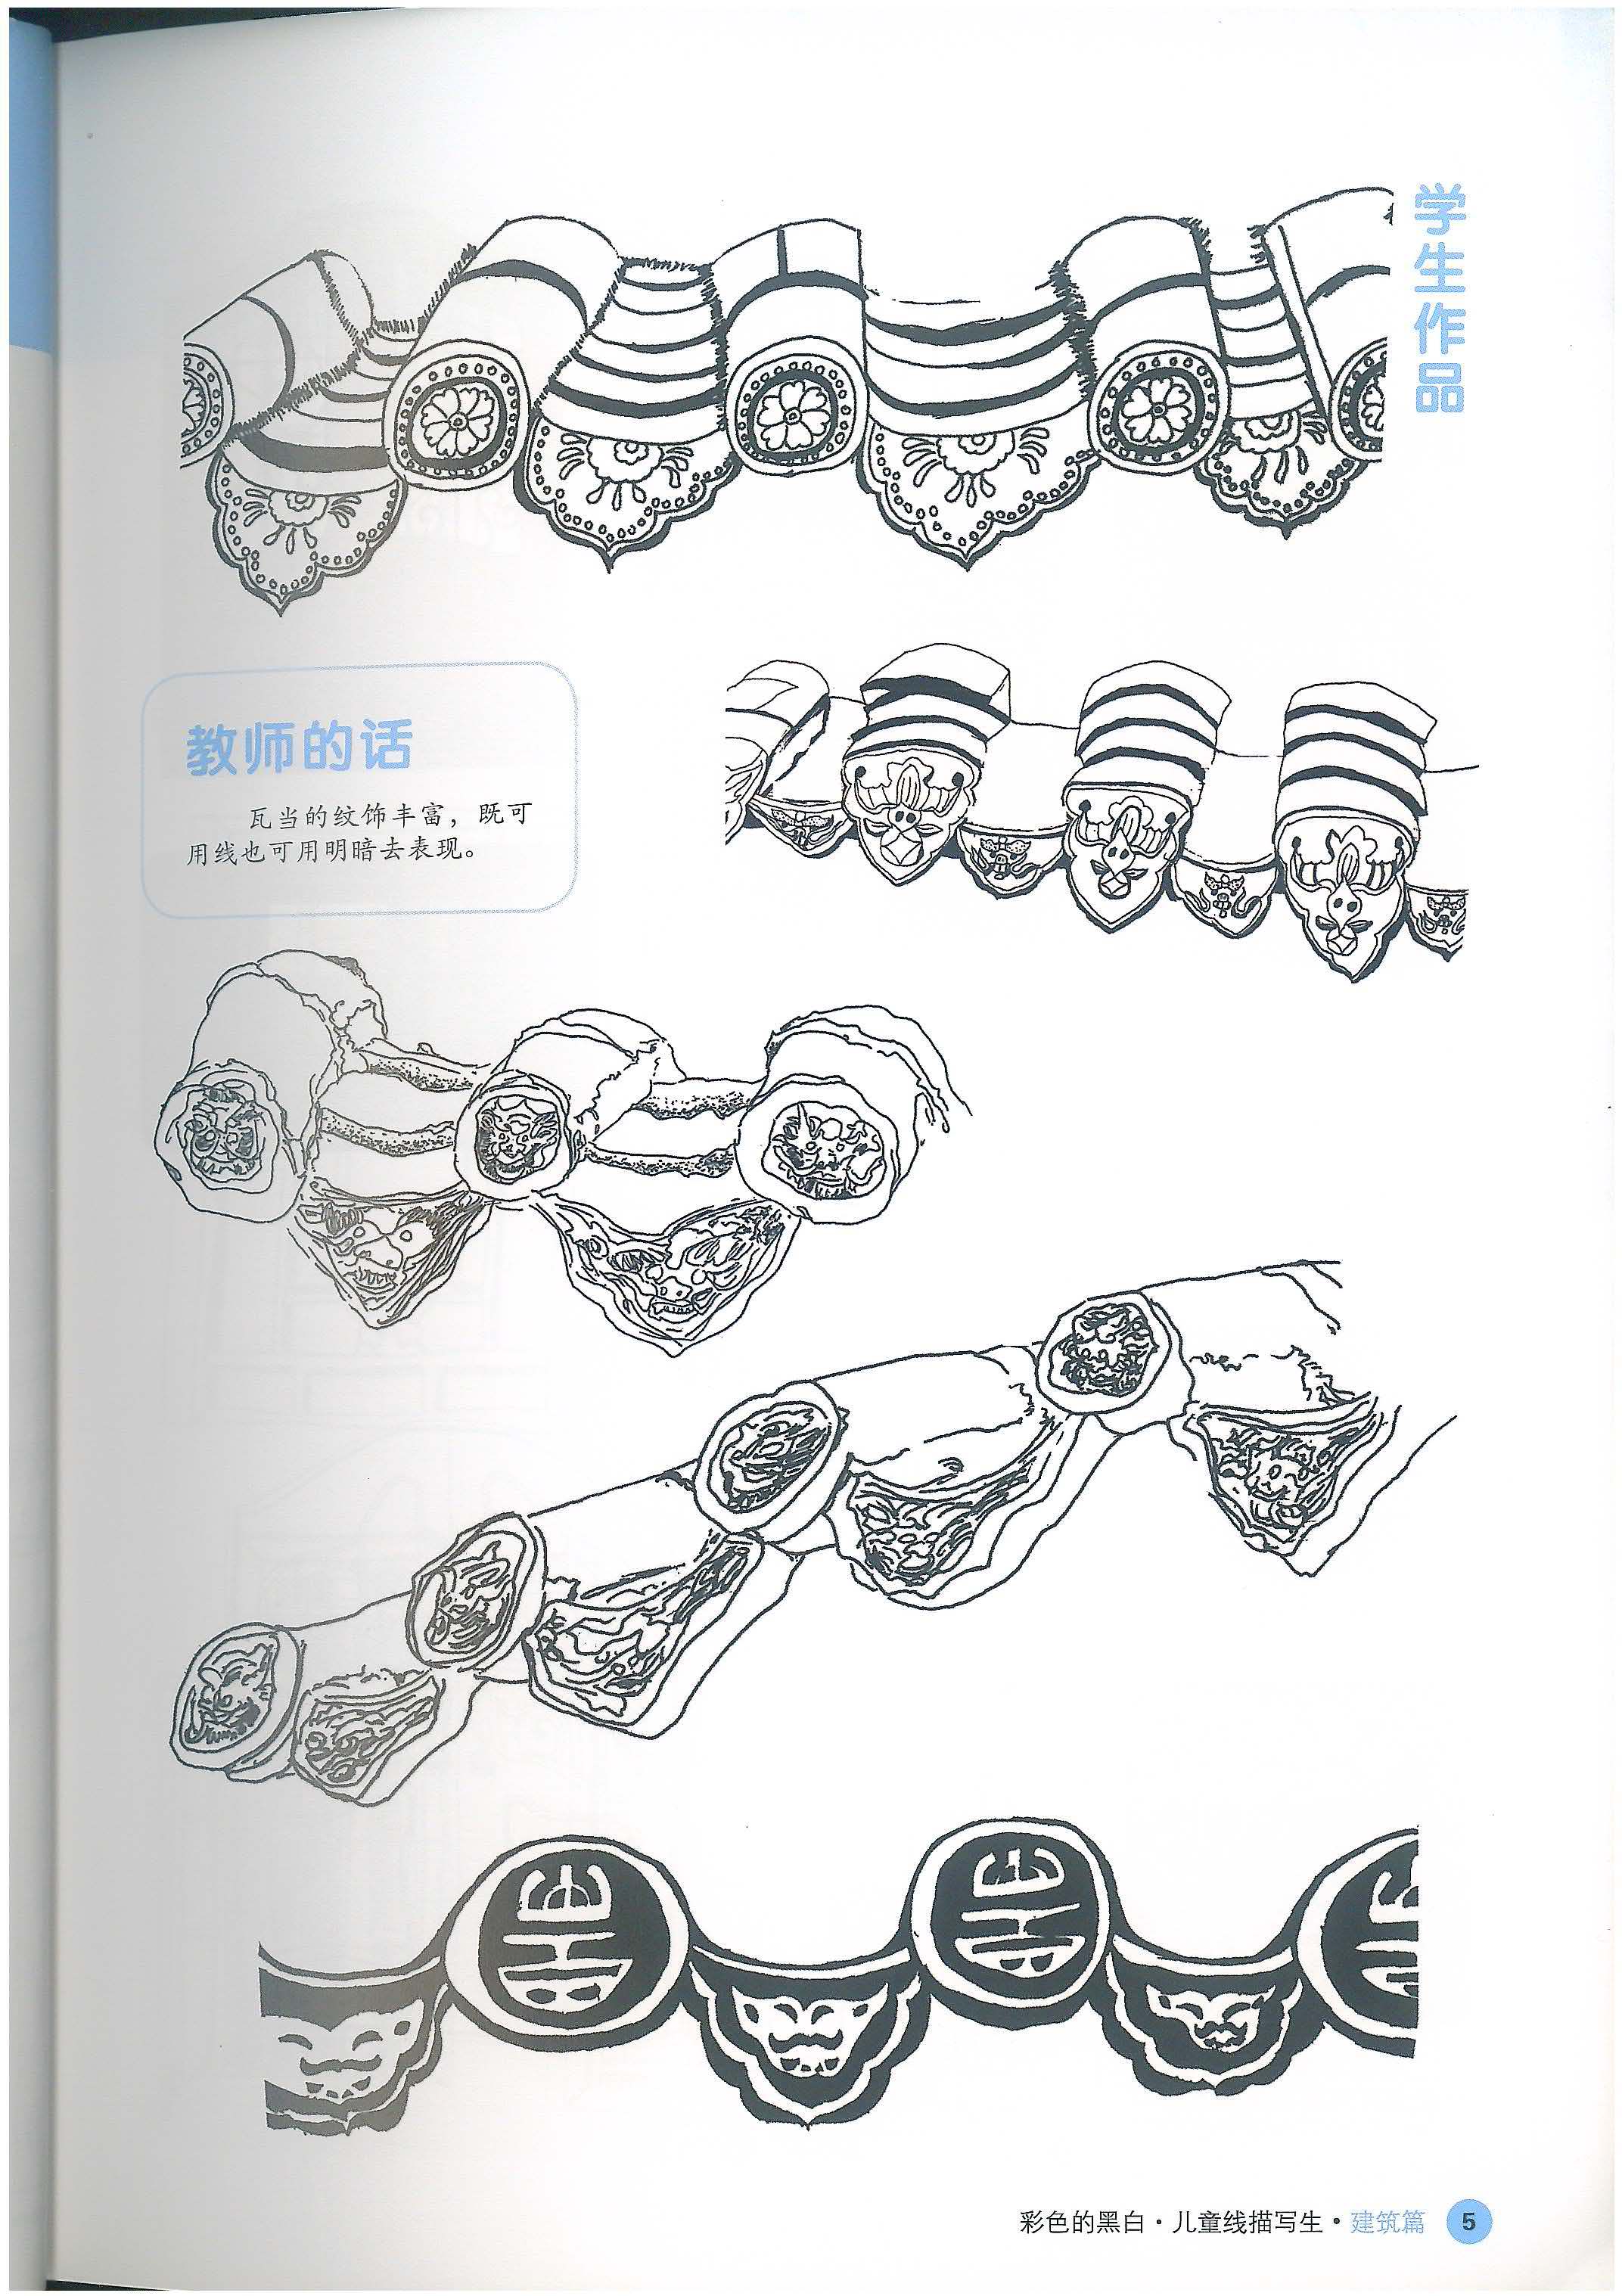 学生作品
教师的话
瓦当的纹饰丰富，既可
用线也可用明暗去表现。
彩色的黑白·儿童线描写生·建筑篇 5